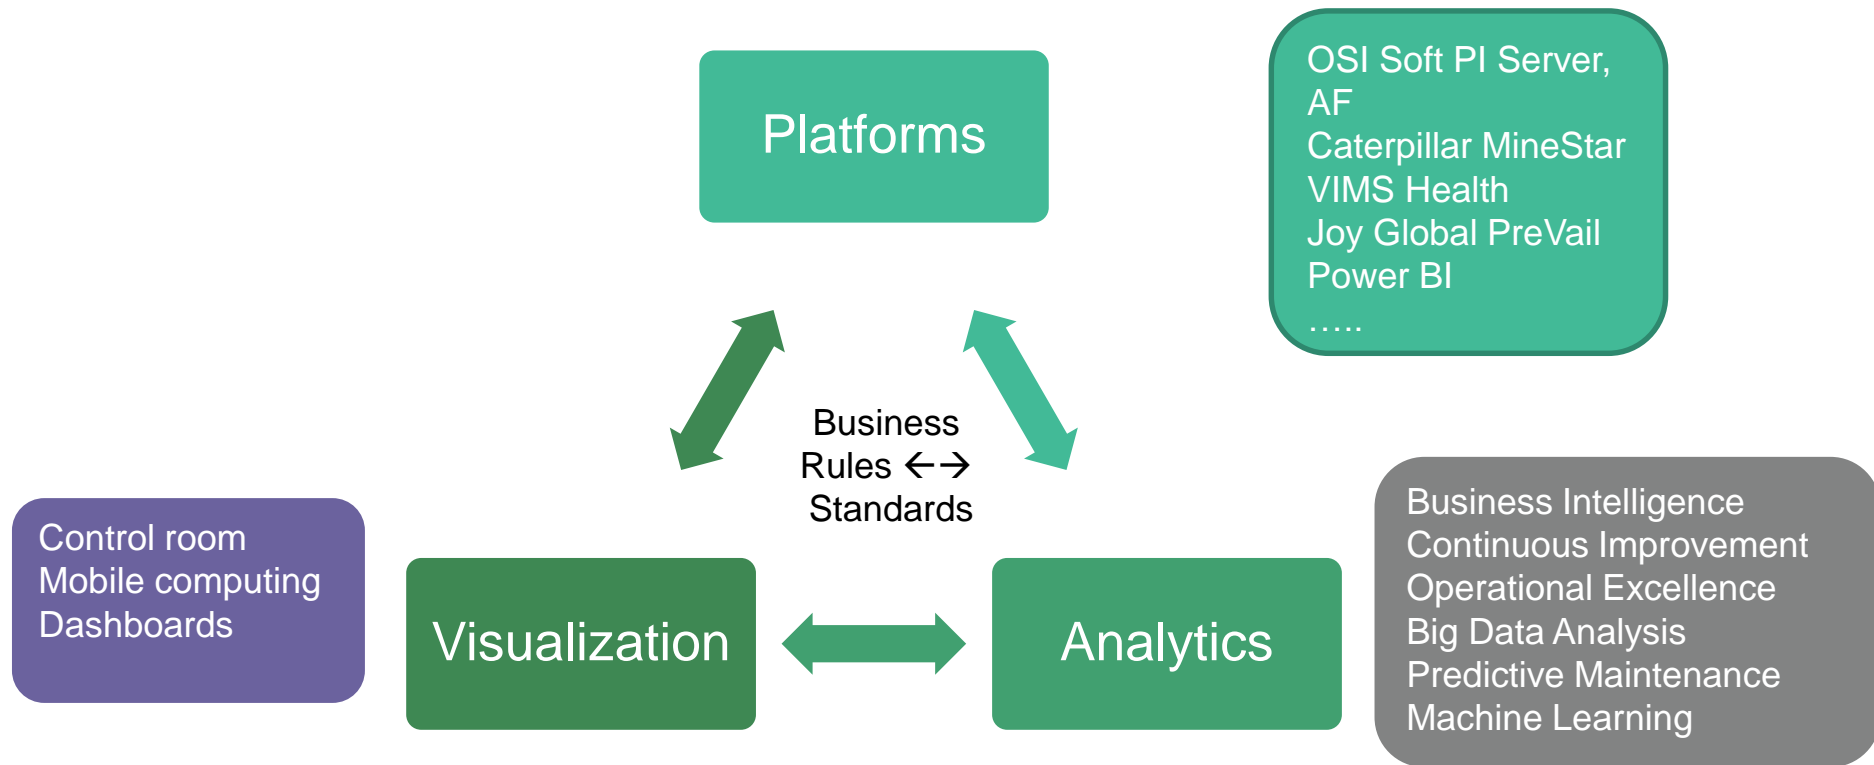 Platforms
OSI Soft PI Server,
AF
Caterpillar MineStar
VIMS Health
Joy Global PreVail
Power BI
.....
Business
Rules ←→
Standards
Control room
Mobile computing
Dashboards
Visualization
Analytics
Business Intelligence
Continuous Improvement
Operational Excellence
Big Data Analysis
Predictive Maintenance
Machine Learning